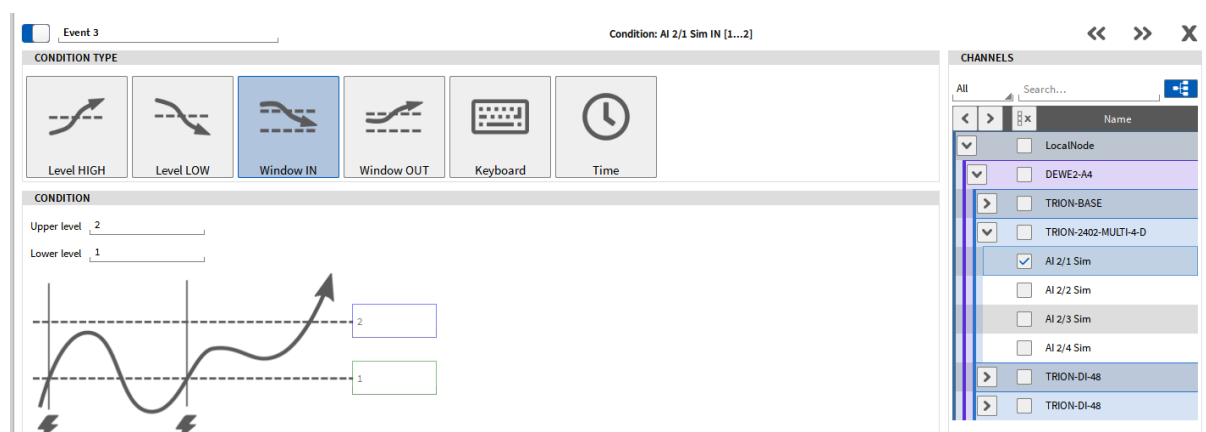 Event 3
Condition: AI 2/1 Sim IN [1...2]
CONDITION TYPE
Level HIGH
Level LOW
Window IN
Window OUT
Keyboard
Time
CONDITION
Upper level 2
Lower level 1
2
1
CHANNELS
All
Search...
Name
LocalNode
DEWE2-A4
TRION-BASE
TRION-2402-MULTI-4-D
AI 2/1 Sim
AI 2/2 Sim
AI 2/3 Sim
AI 2/4 Sim
TRION-DI-48
TRION-DI-48